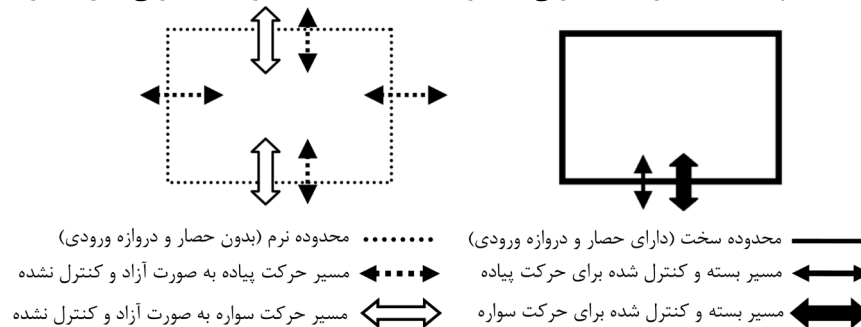 محدوده سخت (دارای حصار و دروازه ورودی)
مسیر بسته و کنترل شده برای حرکت پیاده
مسیر بسته و کنترل شده برای حرکت سواره
محدوده نرم (بدون حصار و دروازه ورودی)
مسیر حرکت پیاده به صورت آزاد و کنترل نشده
مسیر حرکت سواره به صورت آزاد و کنترل نشده